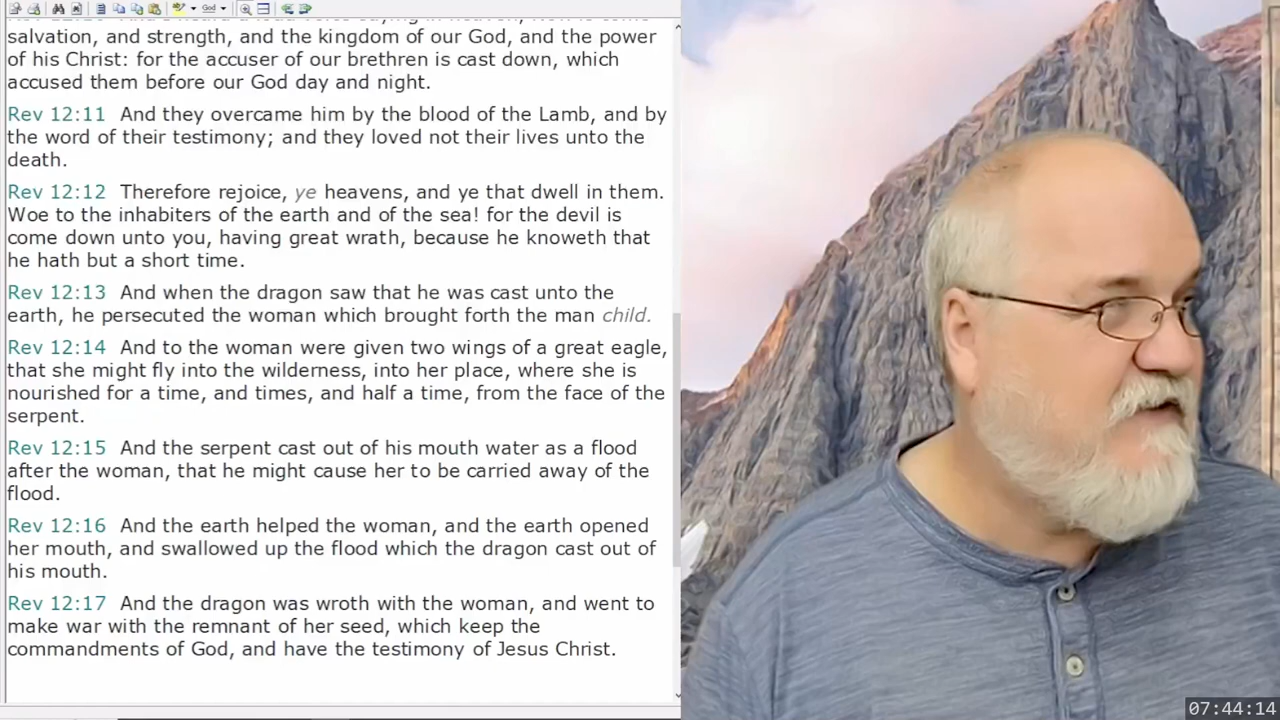 God
salvation, and strength, and the kingdom of our God, and the power
of his Christ: for the accuser of our brethren is cast down, which
accused them before our God day and night.
Rev 12:11 And they overcame him by the blood of the Lamb, and by
the word of their testimony; and they loved not their lives unto the
death.
Rev 12:12 Therefore rejoice, ye heavens, and ye that dwell in them.
Woe to the inhabiters of the earth and of the sea! for the devil is
come down unto you, having great wrath, because he knoweth that
he hath but a short time.
Rev 12:13 And when the dragon saw that he was cast unto the
earth, he persecuted the woman which brought forth the man child.
Rev 12:14 And to the woman were given two wings of a great eagle,
that she might fly into the wilderness, into her place, where she is
nourished for a time, and times, and half a time, from the face of the
serpent.
Rev 12:15 And the serpent cast out of his mouth water as a flood
after the woman, that he might cause her to be carried away of the
flood.
Rev 12:16 And the earth helped the woman, and the earth opened
her mouth, and swallowed up the flood which the dragon cast out of
his mouth.
Rev 12:17 And the dragon was wroth with the woman, and went to
make war with the remnant of her seed, which keep the
commandments of God, and have the testimony of Jesus Christ.
07:44:14